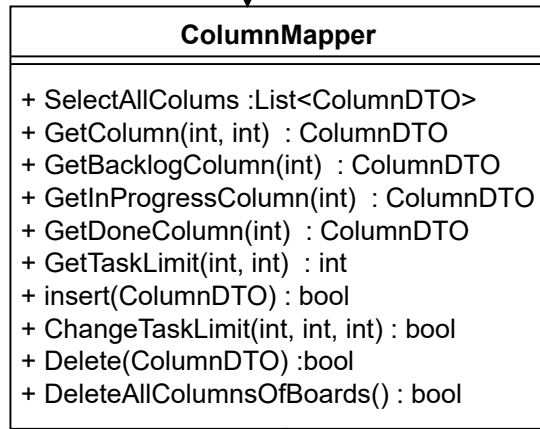 ColumnMapper
+ SelectAllColums :List<ColumnDTO>
+ GetColumn(int, int) : ColumnDTO
+ GetBacklogColumn(int) : ColumnDTO
+ GetInProgressColumn(int) : ColumnDTO
+ GetDoneColumn(int) : ColumnDTO
+ GetTaskLimit(int, int) : int
+ insert(ColumnDTO) : bool
+ ChangeTaskLimit(int, int, int) : bool
+ Delete(ColumnDTO) :bool
+ DeleteAllColumnsOfBoards() : bool